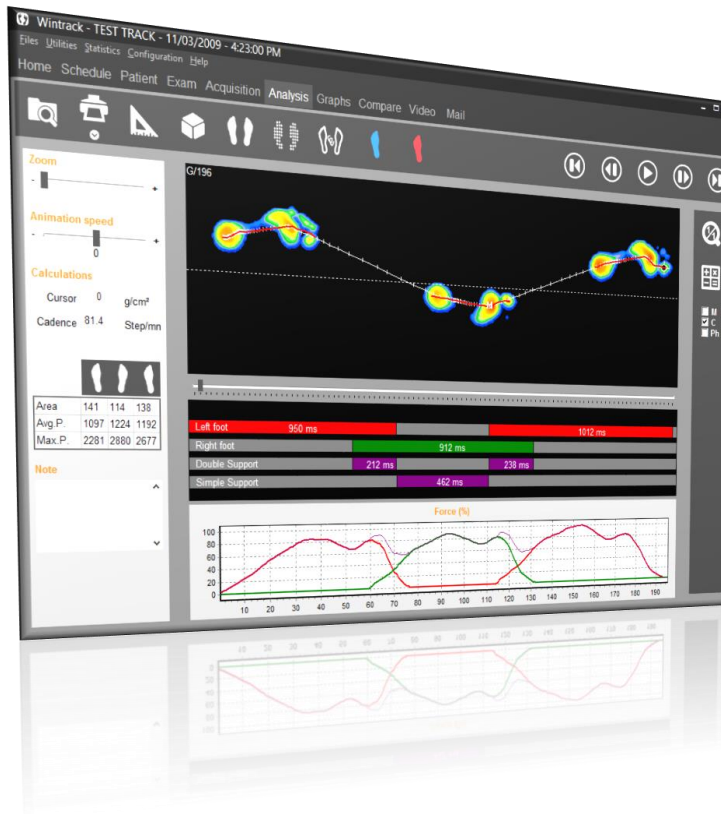 Wintrack - TEST TRACK - 11/03/2009 - 4:23:00 PM
Files Utilities Statistics Configuration Help
Home Schedule Patient Exam Acquisition Analysis Graphs Compare Video Mail
Zoom
- +
Animation speed
- +
0
Calculations
Cursor 0 g/cm²
Cadence 81.4 Step/mn
Area 141 114 138
Avg.P. 1097 1224 1192
Max.P. 2281 2880 2677
Note
G/196
M
M
C
Ph
Left foot 950 ms 1012 ms
Right foot 912 ms
Double Support 212 ms 238 ms
Simple Support 462 ms
Force (%)
100
80
60
40
20
0
10 20 30 40 50 60 70 80 90 100 110 120 130 140 150 160 170 180 190